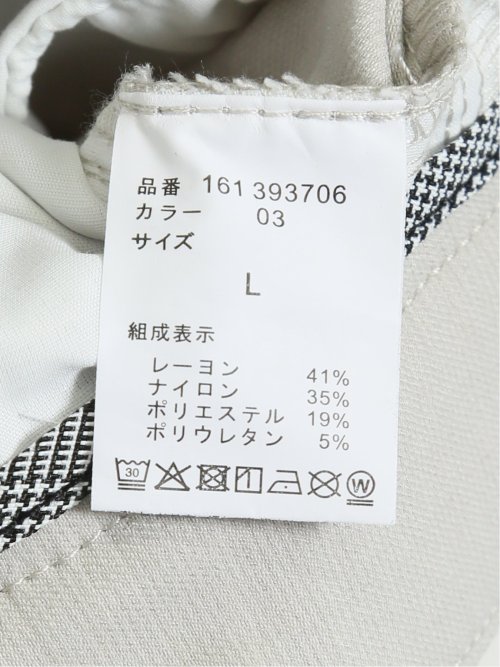 品番 161 393706
カラー 03
サイズ
L
組成表示
レーヨン 41%
ナイロン 35%
ポリエステル 19%
ポリウレタン 5%
30 W